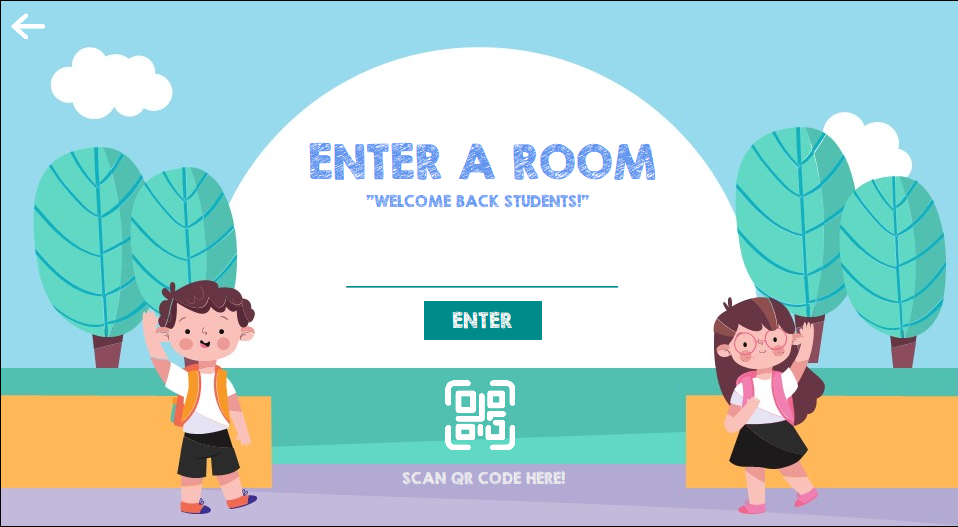 ENTER A ROOM
"WELCOME BACK STUDENTS!"
ENTER
SCAN QR CODE HERE!